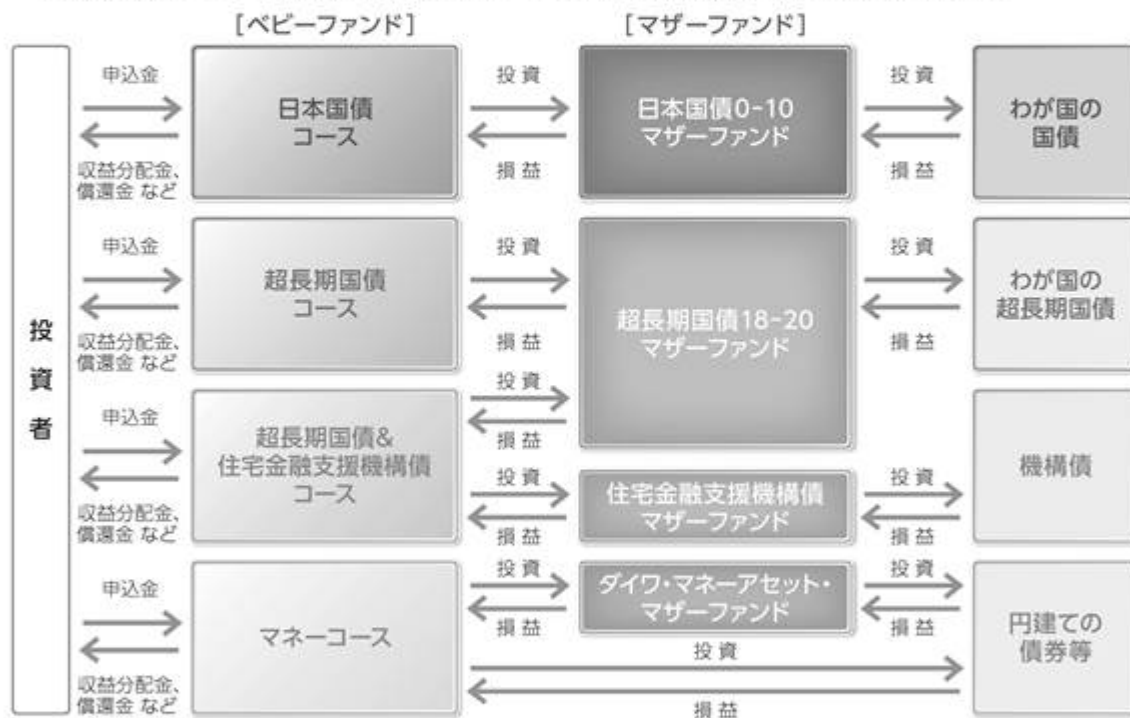 [ベビーファンド]
[マザーファンド]
投資者
申込金
収益分配金、
償還金 など
日本国債
コース
投資
損益
日本国債0-10
マザーファンド
投資
損益
わが国の
国債
申込金
収益分配金、
償還金 など
超長期国債
コース
投資
損益
超長期国債18-20
マザーファンド
投資
損益
わが国の
超長期国債
申込金
収益分配金、
償還金 など
超長期国債&
住宅金融支援機構債
コース
投資
損益
投資
損益
住宅金融支援機構債
マザーファンド
投資
損益
機構債
申込金
収益分配金、
償還金 など
マネーコース
投資
損益
ダイワ・マネーアセット・
マザーファンド
投資
損益
投資
損益
円建ての
債券等